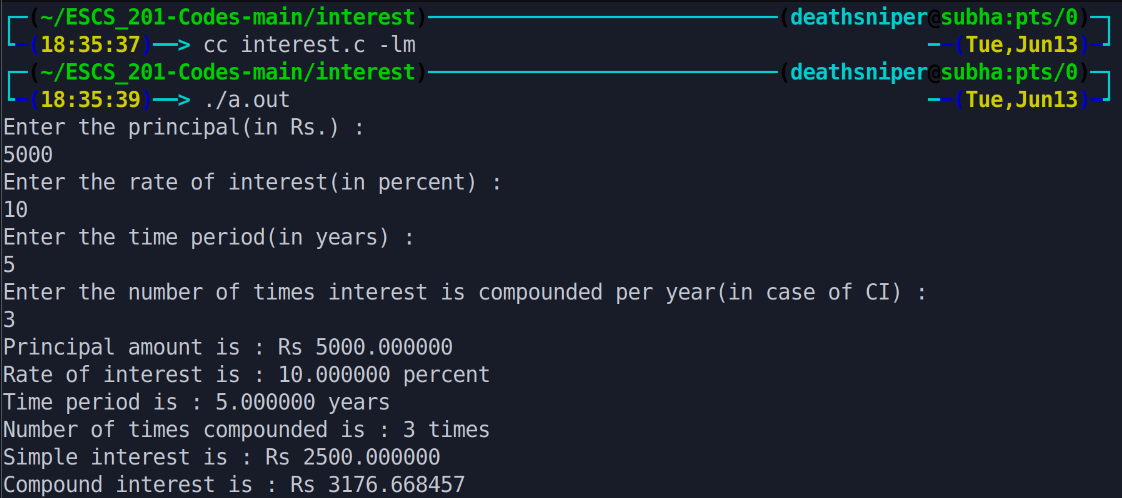 (~/ESCS_201-Codes-main/interest) (deathsniper@subha:pts/0)
(18:35:37)──> cc interest.c -lm (Tue,Jun13)
(~/ESCS_201-Codes-main/interest) (deathsniper@subha:pts/0)
(18:35:39)──> ./a.out (Tue,Jun13)
Enter the principal(in Rs.) :
5000
Enter the rate of interest(in percent) :
10
Enter the time period(in years) :
5
Enter the number of times interest is compounded per year(in case of CI) :
3
Principal amount is : Rs 5000.000000
Rate of interest is : 10.000000 percent
Time period is : 5.000000 years
Number of times compounded is : 3 times
Simple interest is : Rs 2500.000000
Compound interest is : Rs 3176.668457